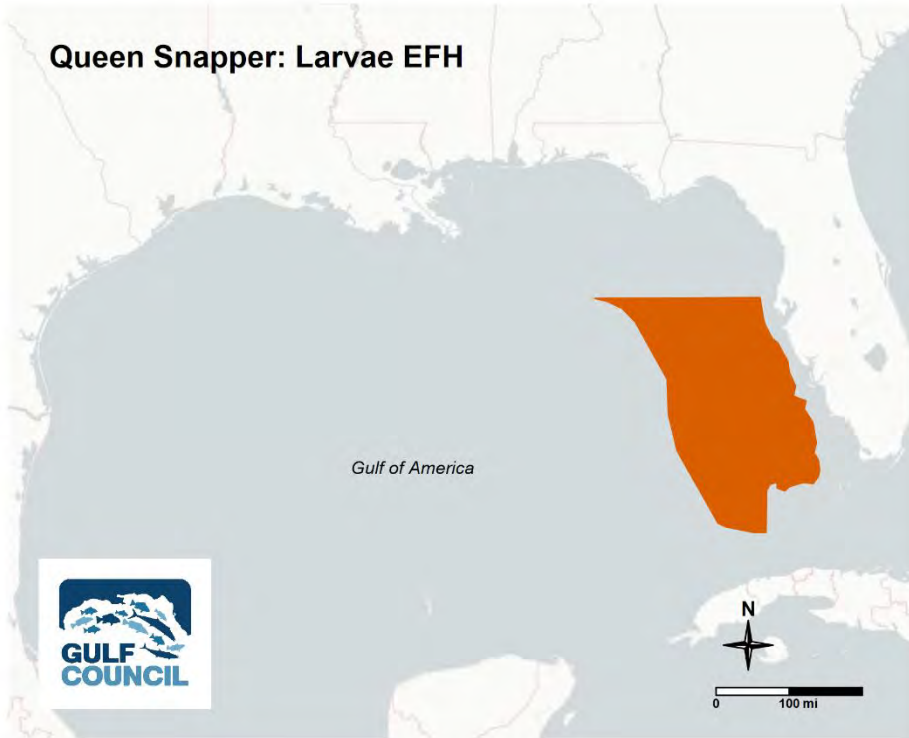 Queen Snapper: Larvae EFH
Gulf of America
GULF
COUNCIL
N
0 100 mi